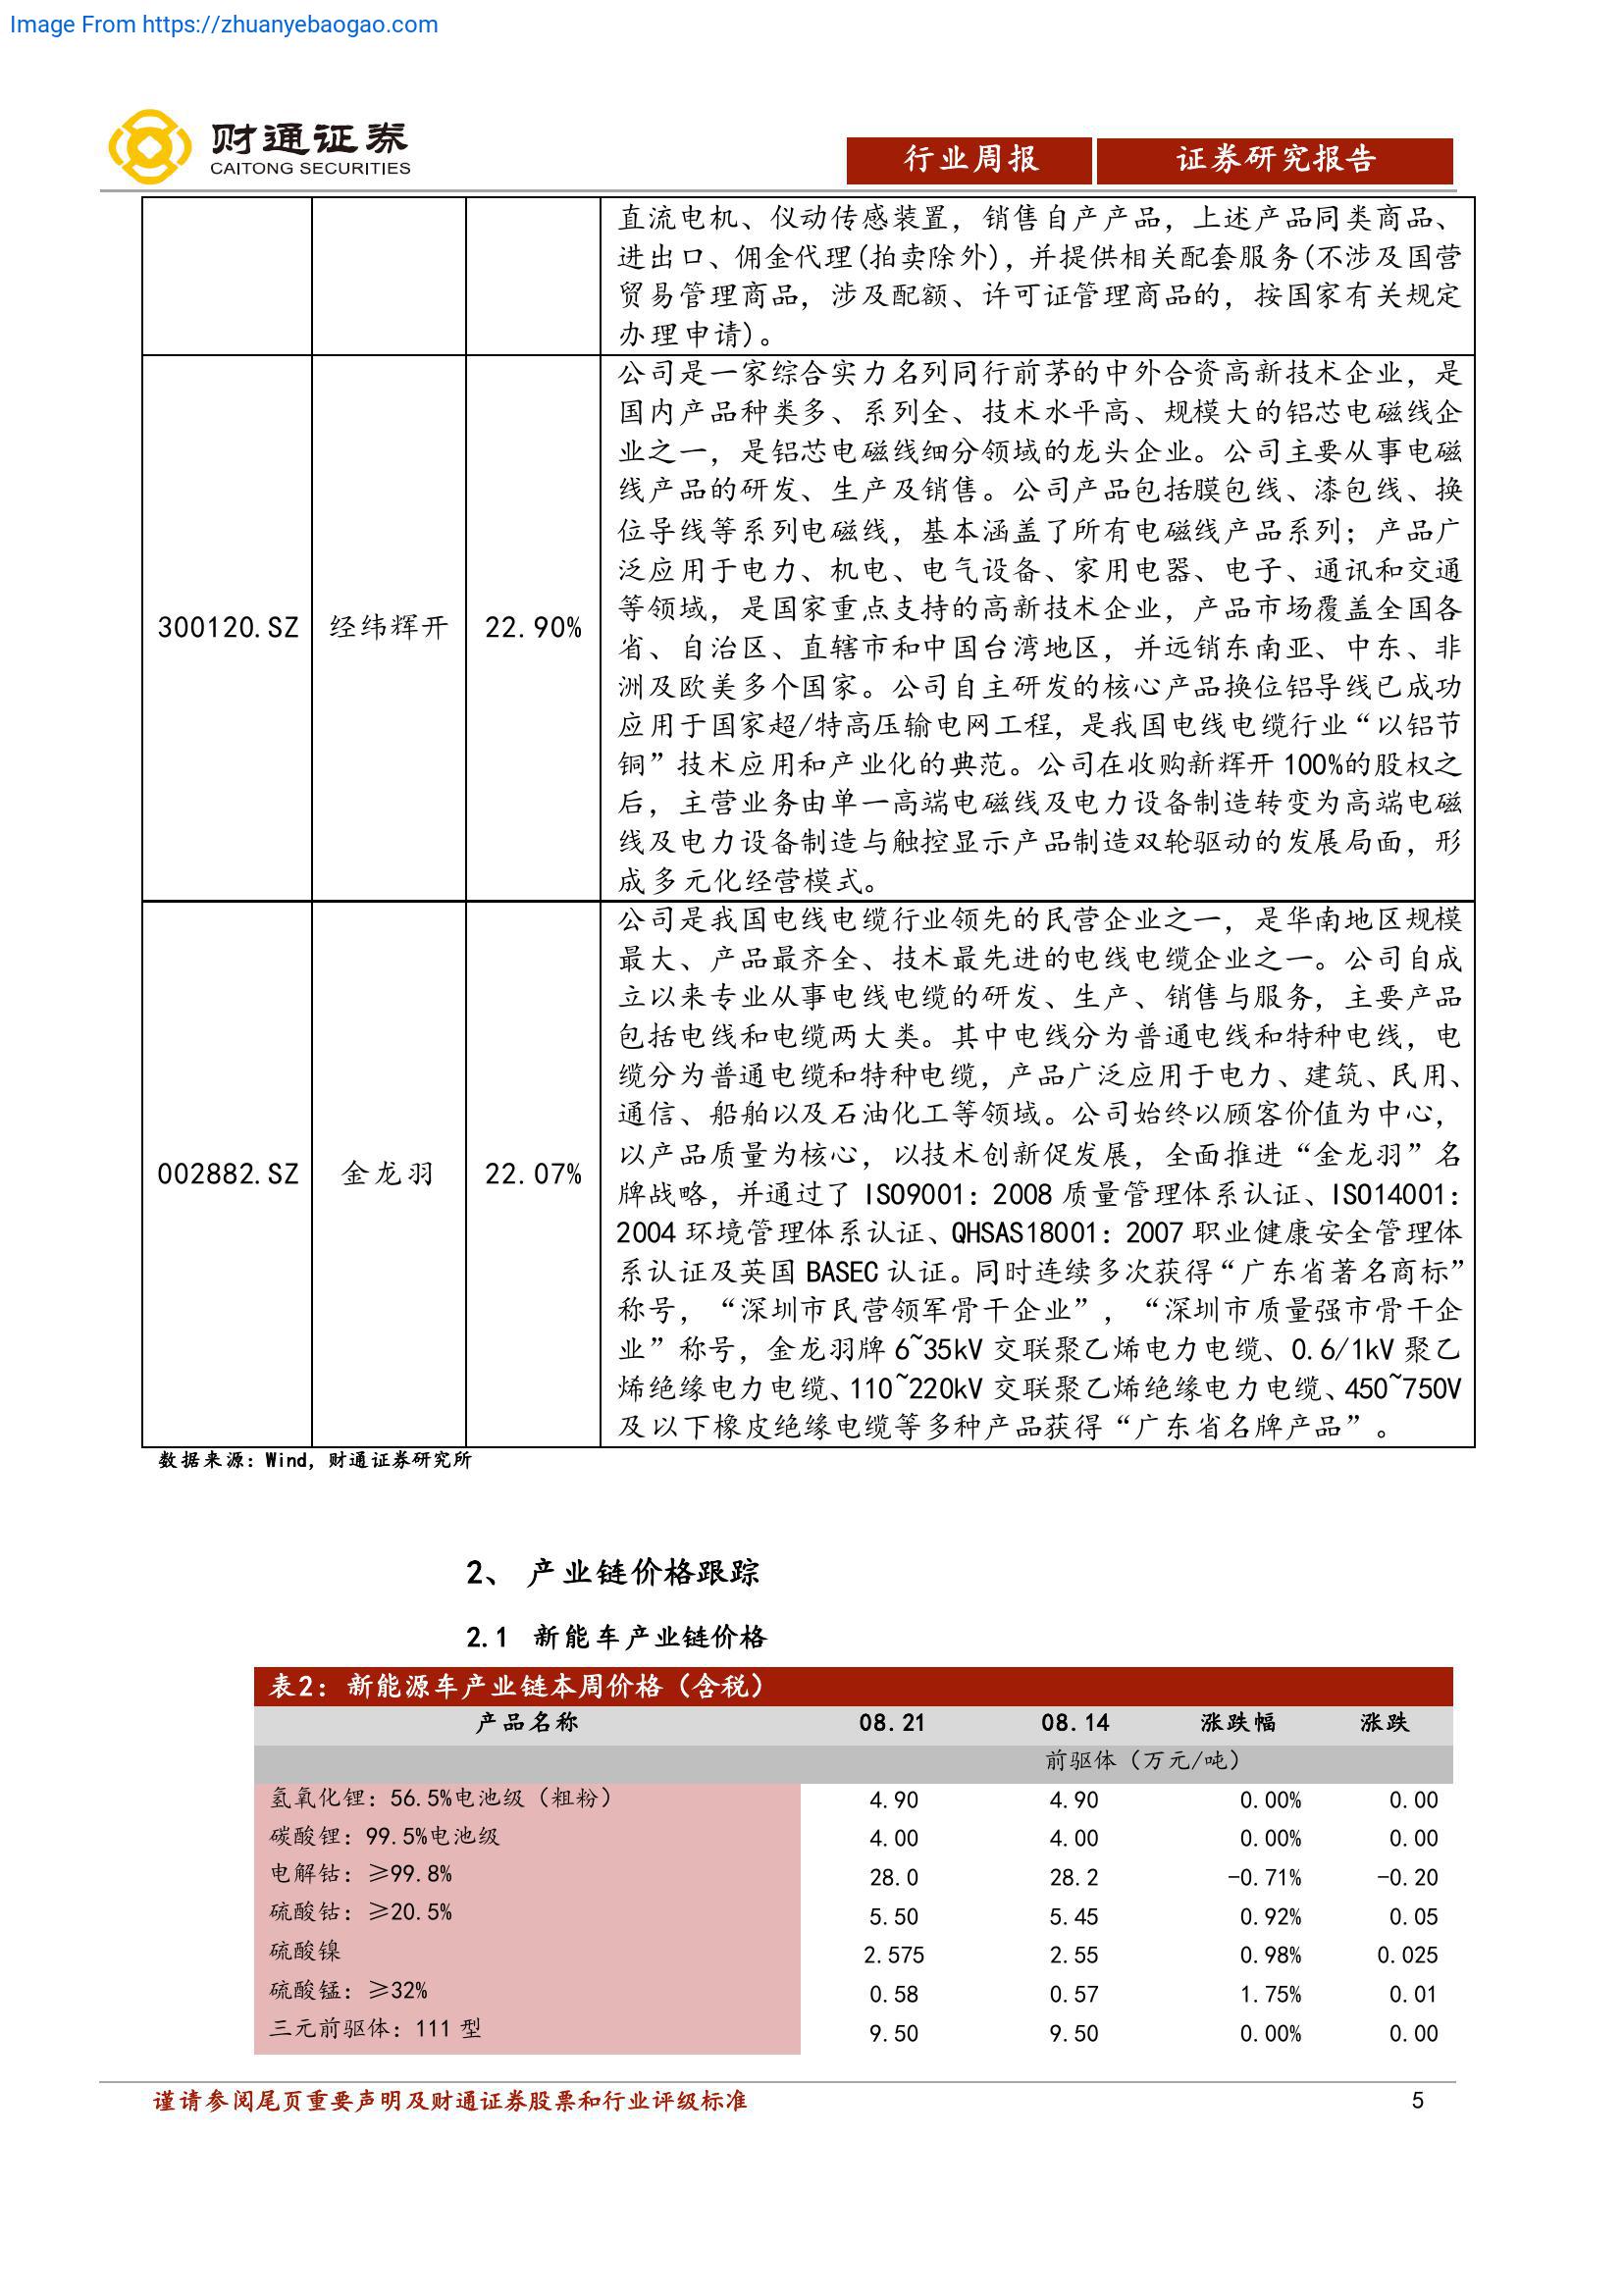 Image From https://zhuanyebaogao.com
财通证券
CAITONG SECURITIES
行业周报 证券研究报告
直流电机、仪动传感装置，销售自产产品，上述产品同类商品、
进出口、佣金代理(拍卖除外)，并提供相关配套服务(不涉及国营
贸易管理商品，涉及配额、许可证管理商品的，按国家有关规定
办理申请)。
300120.SZ 经纬辉开 22.90%
公司是一家综合实力名列同行前茅的中外合资高新技术企业，是
国内产品种类多、系列全、技术水平高、规模大的铝芯电磁线企
业之一，是铝芯电磁线细分领域的龙头企业。公司主要从事电磁
线产品的研发、生产及销售。公司产品包括膜包线、漆包线、换
位导线等系列电磁线，基本涵盖了所有电磁线产品系列；产品广
泛应用于电力、机电、电气设备、家用电器、电子、通讯和交通
等领域，是国家重点支持的高新技术企业，产品市场覆盖全国各
省、自治区、直辖市和中国台湾地区，并远销东南亚、中东、非
洲及欧美多个国家。公司自主研发的核心产品换位铝导线已成功
应用于国家超/特高压输电网工程，是我国电线电缆行业“以铝节
铜”技术应用和产业化的典范。公司在收购新辉开 100%的股权之
后，主营业务由单一高端电磁线及电力设备制造转变为高端电磁
线及电力设备制造与触控显示产品制造双轮驱动的发展局面，形
成多元化经营模式。
002882.SZ 金龙羽 22.07%
公司是我国电线电缆行业领先的民营企业之一，是华南地区规模
最大、产品最齐全、技术最先进的电线电缆企业之一。公司自成
立以来专业从事电线电缆的研发、生产、销售与服务，主要产品
包括电线和电缆两大类。其中电线分为普通电线和特种电线，电
缆分为普通电缆和特种电缆，产品广泛应用于电力、建筑、民用、
通信、船舶以及石油化工等领域。公司始终以顾客价值为中心，
以产品质量为核心，以技术创新促发展，全面推进“金龙羽”名
牌战略，并通过了 ISO9001：2008 质量管理体系认证、ISO14001：
2004 环境管理体系认证、QHSAS18001：2007 职业健康安全管理体
系认证及英国 BASEC 认证。同时连续多次获得“广东省著名商标”
称号，“深圳市民营领军骨干企业”，“深圳市质量强市骨干企
业”称号，金龙羽牌 6~35kV 交联聚乙烯电力电缆、0.6/1kV 聚乙
烯绝缘电力电缆、110~220kV 交联聚乙烯绝缘电力电缆、450~750V
及以下橡皮绝缘电缆等多种产品获得“广东省名牌产品”。
数据来源：Wind，财通证券研究所
2、 产业链价格跟踪
2.1 新能车产业链价格
表2：新能源车产业链本周价格（含税）
产品名称 08.21 08.14 涨跌幅 涨跌
前驱体（万元/吨）
氢氧化锂：56.5%电池级（粗粉） 4.90 4.90 0.00% 0.00
碳酸锂：99.5%电池级 4.00 4.00 0.00% 0.00
电解钴：≥99.8% 28.0 28.2 -0.71% -0.20
硫酸钴：≥20.5% 5.50 5.45 0.92% 0.05
硫酸镍 2.575 2.55 0.98% 0.025
硫酸锰：≥32% 0.58 0.57 1.75% 0.01
三元前驱体：111 型 9.50 9.50 0.00% 0.00
谨请参阅尾页重要声明及财通证券股票和行业评级标准 5